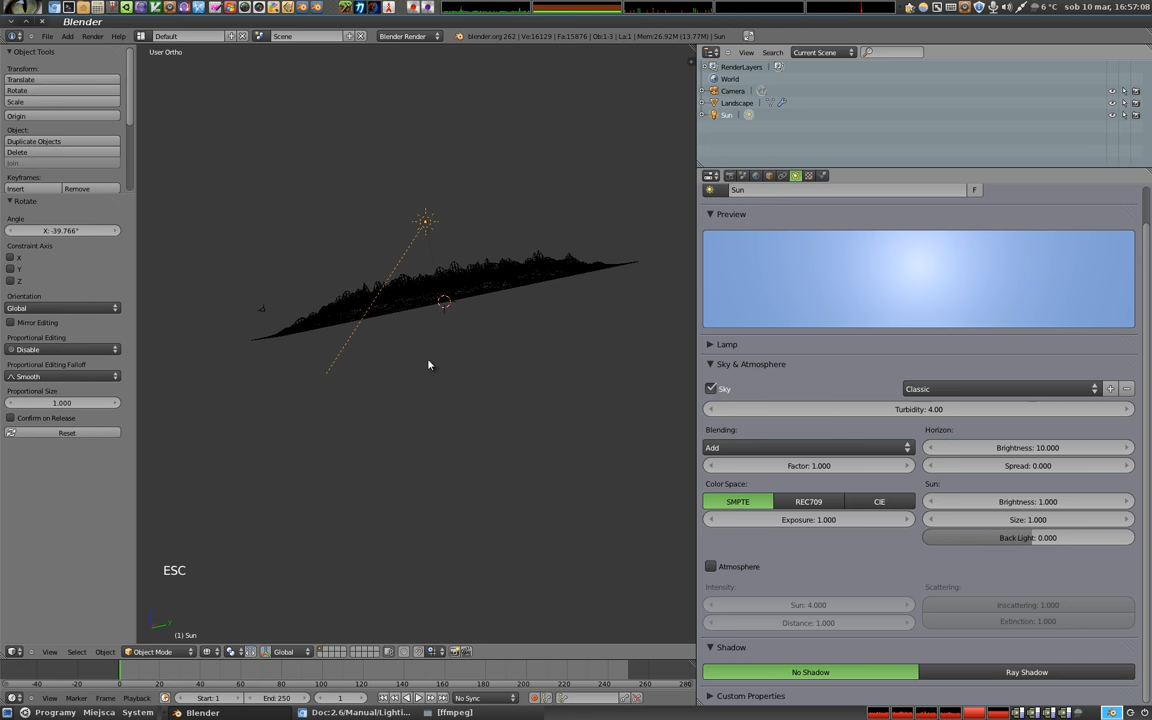 6 °C sob 10 mar, 16:57:08
Blender
File Add Render Help
Default
Scene
Blender Render
blender.org 262 | Ve:16129 | Fa:15876 | Ob:1-3 | La:1 | Mem:26.92M (13.77M) | Sun
Object Tools
Transform:
Translate
Rotate
Scale
Origin
Object:
Duplicate Objects
Delete
Join
Keyframes:
Insert Remove
Rotate
Angle
X: -39.766°
Constraint Axis
X
Y
Z
Orientation
Global
Mirror Editing
Proportional Editing
Disable
Proportional Editing Falloff
Smooth
Proportional Size
1.000
Confirm on Release
Reset
User Ortho
ESC
(1) Sun
View Select Object Object Mode Global
View Search Current Scene
RenderLayers
World
Camera
Landscape
Sun
Sun F
Preview
Lamp
Sky & Atmosphere
Sky Classic
Turbidity: 4.00
Blending: Horizon:
Add Brightness: 10.000
Factor: 1.000 Spread: 0.000
Color Space: Sun:
SMPTE REC709 CIE Brightness: 1.000
Exposure: 1.000 Size: 1.000
Back Light: 0.000
Atmosphere
Intensity: Scattering:
Sun: 4.000 Inscattering: 1.000
Distance: 1.000 Extinction: 1.000
Shadow
No Shadow Ray Shadow
Custom Properties
-40 -20 0 20 40 60 80 100 120 140 160 180 200 220 240 260 280
View Marker Frame Playback Start: 1 End: 250 1 No Sync
Programy Miejsca System Blender Doc:2.6/Manual/Lighti... [ffmpeg]